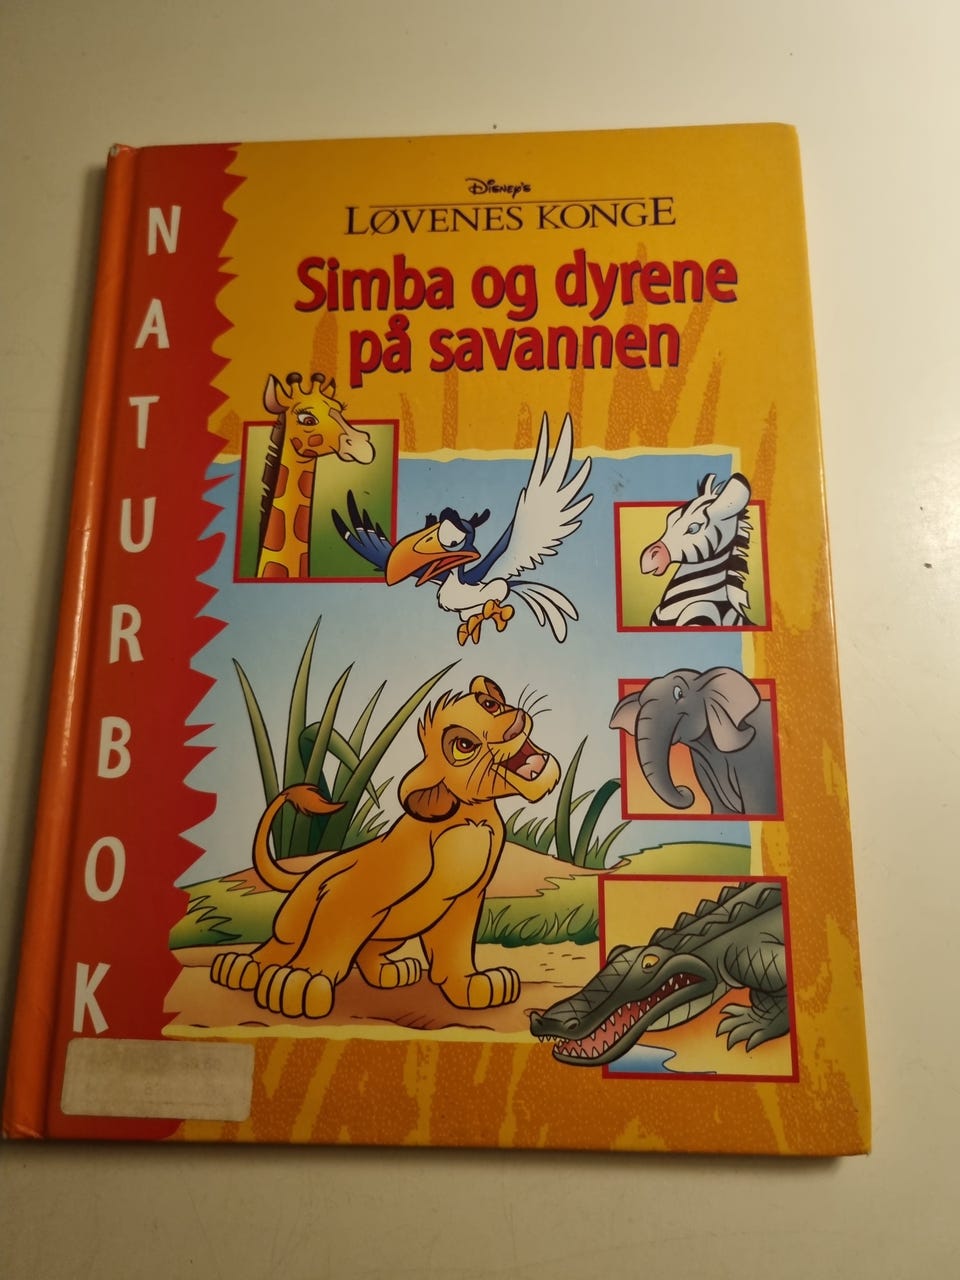 Disney's
LØVENES KONGE
Simba og dyrene
på savannen
NATURBOK